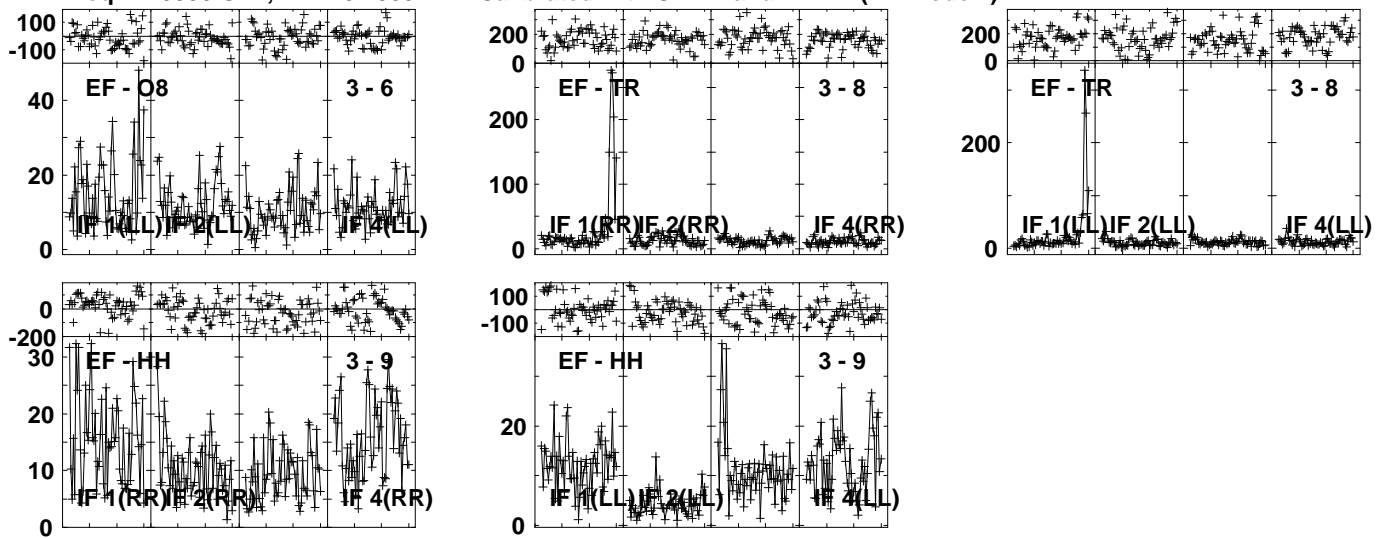 100
-100
EF - O8 3 - 6
40
20
0
IF 1(LL) IF 2(LL) IF 4(LL)
200
0
EF - TR 3 - 8
200
100
0
IF 1(RR) IF 2(RR) IF 4(RR)
200
0
EF - TR 3 - 8
200
0
IF 1(LL) IF 2(LL) IF 4(LL)
0
-200
EF - HH 3 - 9
30
20
10
0
IF 1(RR) IF 2(RR) IF 4(RR)
100
-100
EF - HH 3 - 9
20
0
IF 1(LL) IF 2(LL) IF 4(LL)